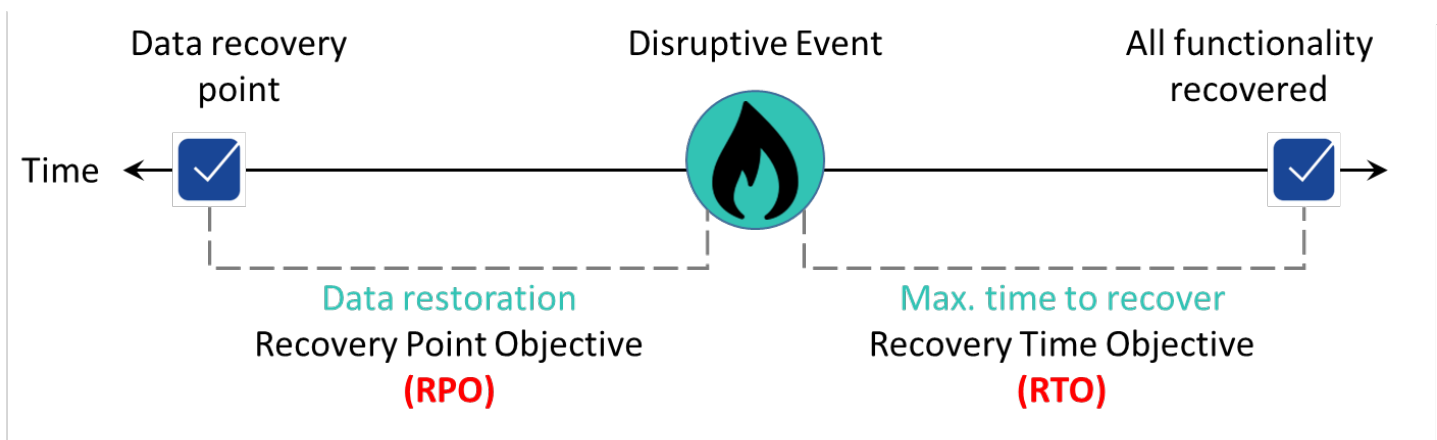 Data recovery
point
Disruptive Event
All functionality
recovered
Time
Data restoration
Recovery Point Objective
(RPO)
Max. time to recover
Recovery Time Objective
(RTO)